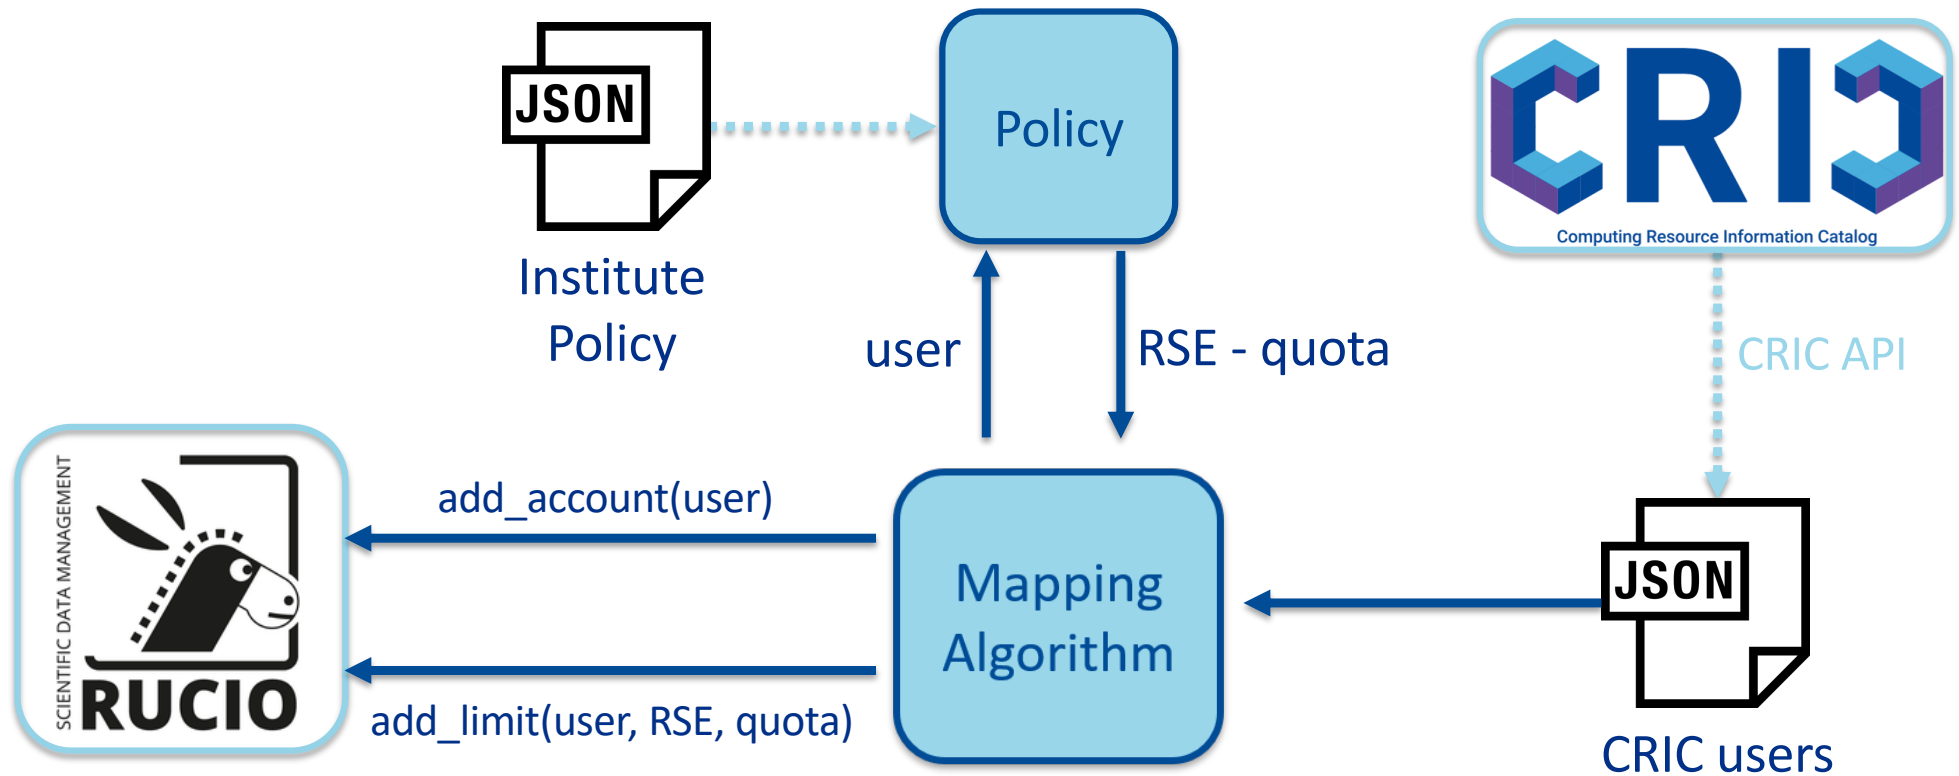 JSON
Institute
Policy
Policy
CRIC
Computing Resource Information Catalog
user
RSE - quota
CRIC API
SCIENTIFIC DATA MANAGEMENT
RUCIO
add_account(user)
add_limit(user, RSE, quota)
Mapping
Algorithm
JSON
CRIC users